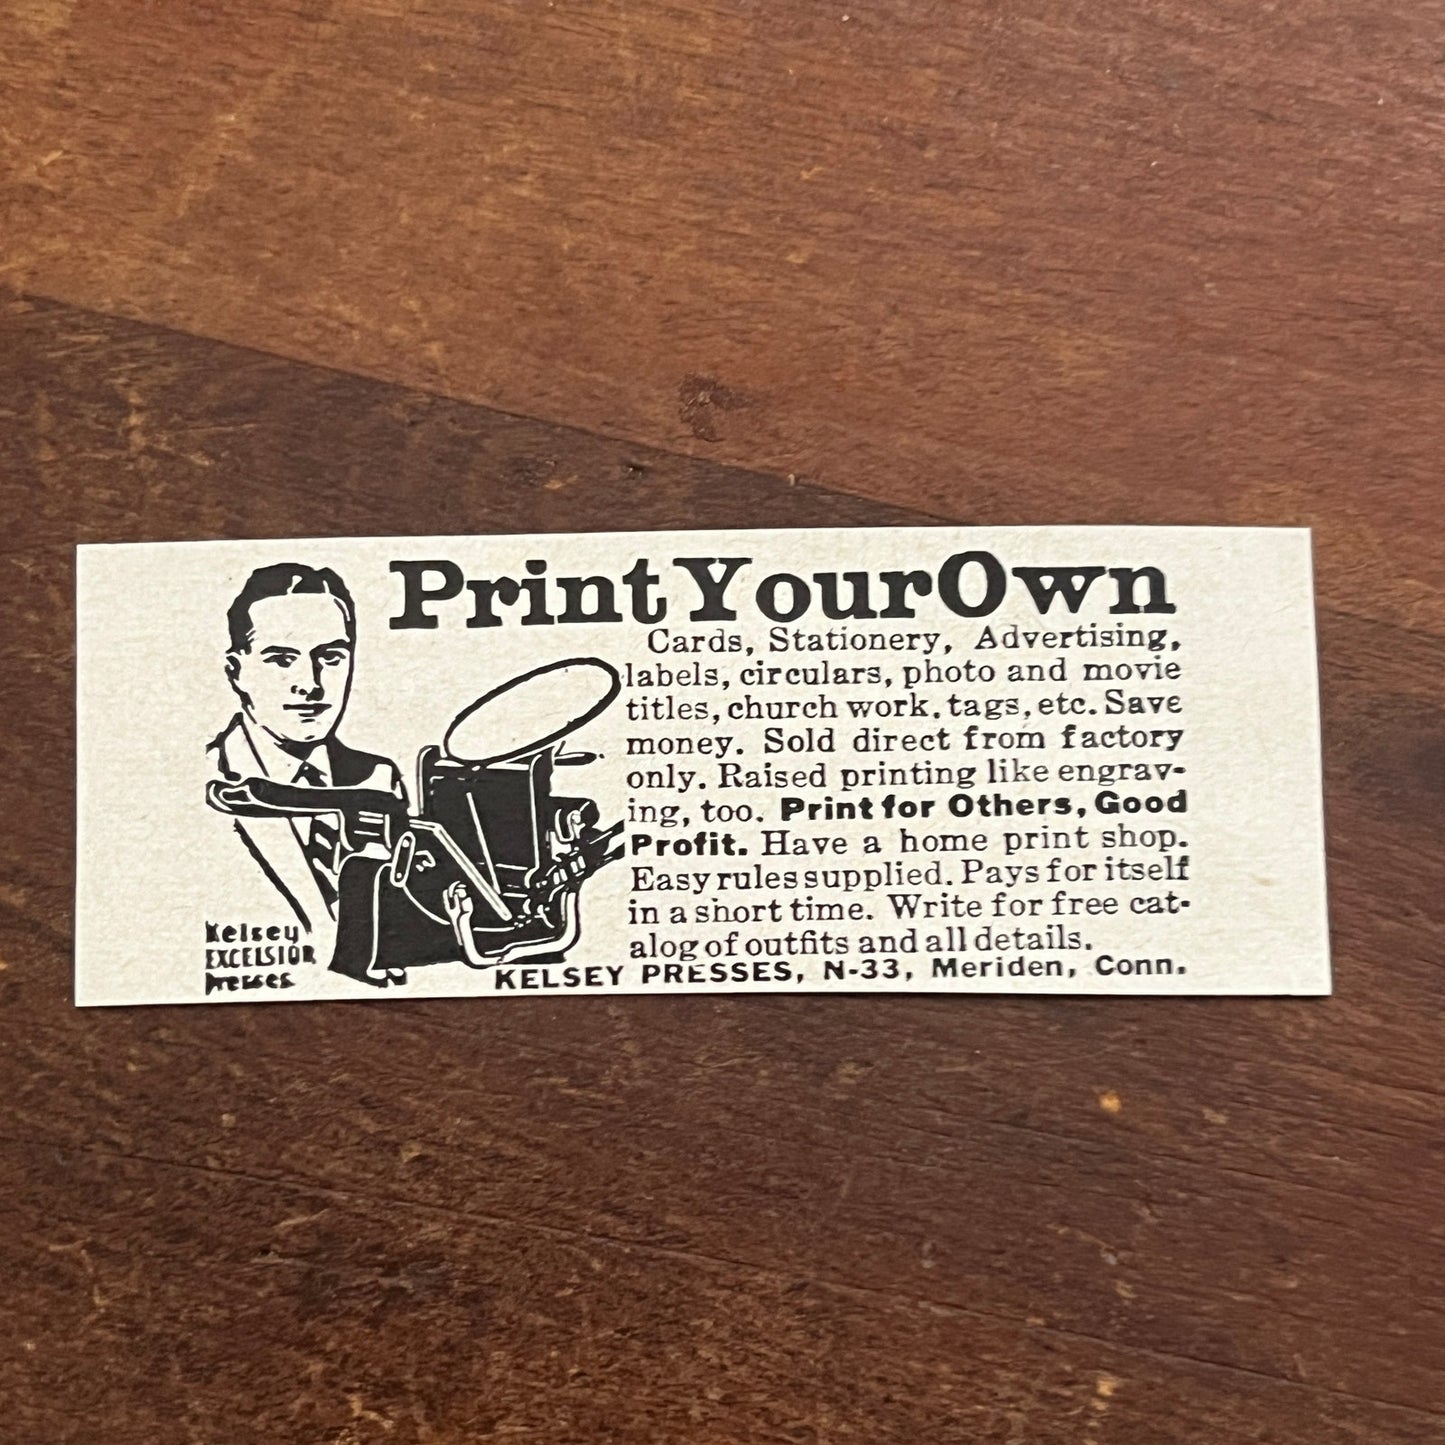 Print Your Own
Cards, Stationery, Advertising,
labels, circulars, photo and movie
titles, church work, tags, etc. Save
money. Sold direct from factory
only. Raised printing like engrav-
ing, too. Print for Others, Good
Profit. Have a home print shop.
Easy rules supplied. Pays for itself
in a short time. Write for free cat-
alog of outfits and all details.
KELSEY PRESSES, N-33, Meriden, Conn.
Kelsey
EXCELSIOR
Presses